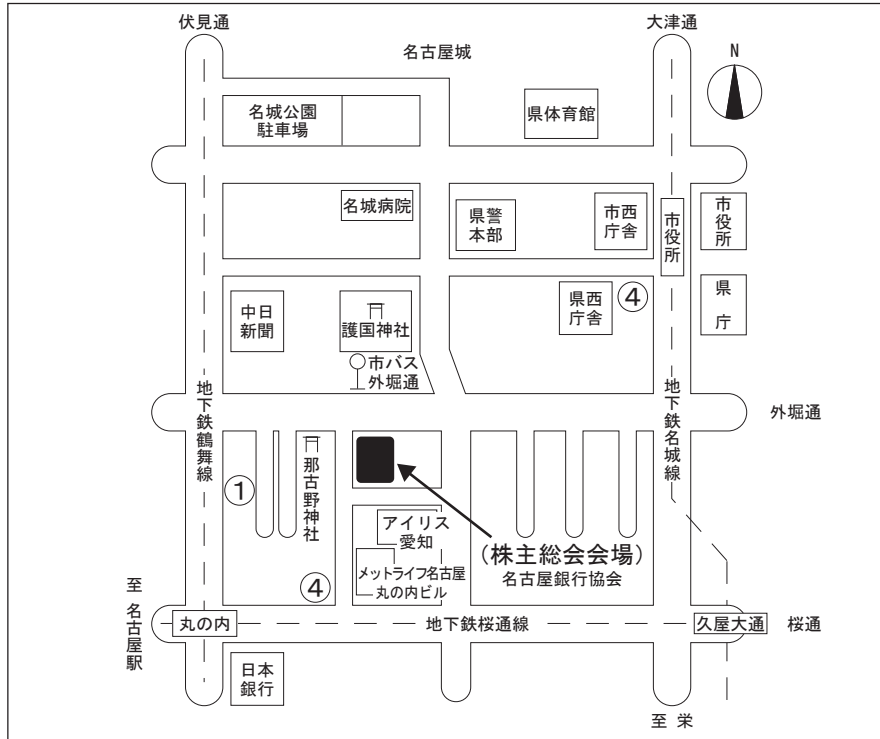 伏見通
大津通
名古屋城
N
名城公園
駐車場
県体育館
名城病院
県警
本部
市西
庁舎
市役所
市役所
中日
新聞
护国神社
市バス
外堀通
県西
庁舎
④
県庁
地下鉄鶴舞線
地下鉄名城線
外堀通
①
那古野神社
アイリス
愛知
(株主総会会場)
名古屋銀行協会
メットライフ名古屋
丸の内ビル
④
至名古屋駅
丸の内
地下鉄桜通線
久屋大通
桜通
日本
銀行
至 栄